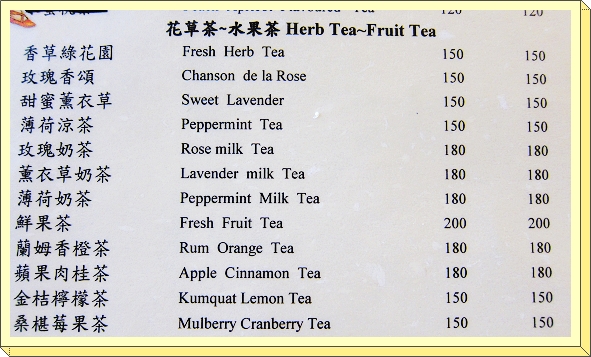 花草茶~水果茶 Herb Tea~Fruit Tea
香草綠花園 Fresh Herb Tea 150 150
玫瑰香頌 Chanson de la Rose 150 150
甜蜜薰衣草 Sweet Lavender 150 150
薄荷涼茶 Peppermint Tea 150 150
玫瑰奶茶 Rose milk Tea 180 180
薰衣草奶茶 Lavender milk Tea 180 180
薄荷奶茶 Peppermint Milk Tea 180 180
鮮果茶 Fresh Fruit Tea 200 200
蘭姆香橙茶 Rum Orange Tea 180 180
蘋果肉桂茶 Apple Cinnamon Tea 180 180
金桔檸檬茶 Kumquat Lemon Tea 150 150
桑椹莓果茶 Mulberry Cranberry Tea 150 150